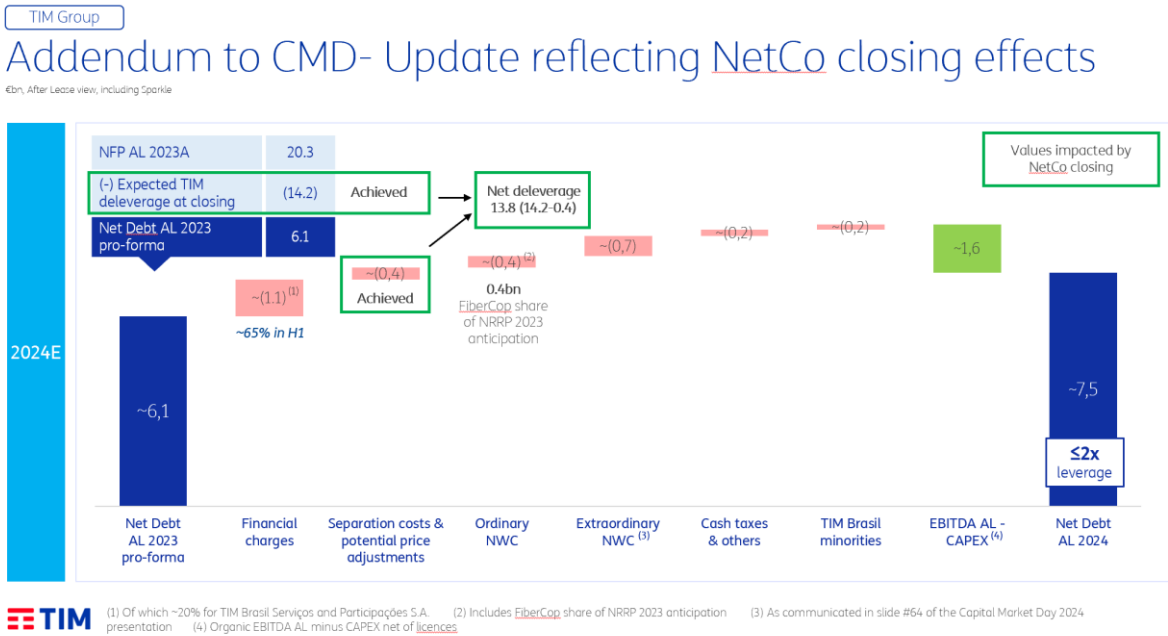 TIM Group
Addendum to CMD- Update reflecting NetCo closing effects
€bn, After Lease view, including Sparkle
2024E
NFP AL 2023A 20.3
(-) Expected TIM
deleverage at closing
(14.2)
Achieved
Net Debt AL 2023
pro-forma
6.1
Net deleverage
13.8 (14.2-0.4)
Values impacted by
NetCo closing
~6,1
~(1.1) (1)
~65% in H1
~(0,4)
Achieved
~(0,4) (2)
0.4bn
FiberCop share
of NRRP 2023
anticipation
~(0,7)
~(0,2)
~(0,2)
~1,6
~7,5
≤2x
leverage
Net Debt
AL 2023
pro-forma
Financial
charges
Separation costs &
potential price
adjustments
Ordinary
NWC
Extraordinary
NWC (3)
Cash taxes
& others
TIM Brasil
minorities
EBITDA AL -
CAPEX (4)
Net Debt
AL 2024
TIM
(1) Of which ~20% for TIM Brasil Serviços and Participações S.A. (2) Includes FiberCop share of NRRP 2023 anticipation (3) As communicated in slide #64 of the Capital Market Day 2024
presentation (4) Organic EBITDA AL minus CAPEX net of licences